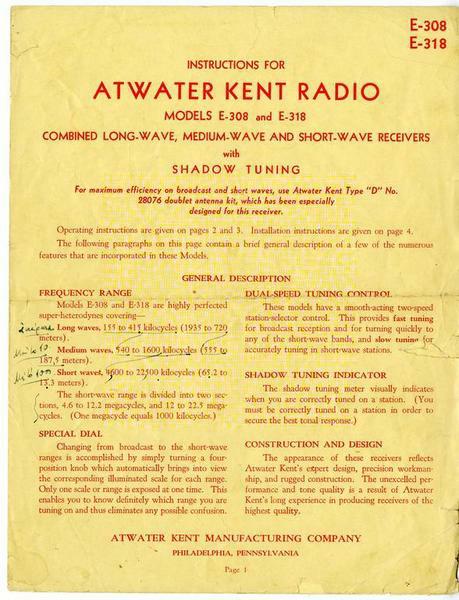 E-308
E-318
INSTRUCTIONS FOR
ATWATER KENT RADIO
MODELS E-308 and E-318
COMBINED LONG-WAVE, MEDIUM-WAVE AND SHORT-WAVE RECEIVERS
with
SHADOW TUNING
For maximum efficiency on broadcast and short waves, use Atwater Kent Type "D" No.
28076 doublet antenna kit, which has been especially
designed for this receiver.
Operating instructions are given on pages 2 and 3. Installation instructions are given on page 4.
The following paragraphs on this page contain a brief general description of a few of the numerous
features that are incorporated in these Models.
GENERAL DESCRIPTION
FREQUENCY RANGE
Models E-308 and E-318 are highly perfected
super-heterodynes covering—
Long waves, 155 to 415 kilocycles (1935 to 720
meters).
Medium waves, 540 to 1600 kilocycles (555 to
187.5 meters).
Short waves, 4600 to 22500 kilocycles (65.2 to
13.3 meters).
The short-wave range is divided into two sec-
tions, 4.6 to 12.2 megacycles, and 12 to 22.5 mega-
cycles. (One megacycle equals 1000 kilocycles.)
SPECIAL DIAL
Changing from broadcast to the short-wave
ranges is accomplished by simply turning a four-
position knob which automatically brings into view
the corresponding illuminated scale for each range.
Only one scale or range is exposed at one time. This
enables you to know definitely which range you are
tuning on and thus eliminates any possible confusion.
DUAL-SPEED TUNING CONTROL
These models have a smooth-acting two-speed
station-selector control. This provides fast tuning
for broadcast reception and for turning quickly to
any of the short-wave bands, and slow tuning for
accurately tuning in short-wave stations.
SHADOW TUNING INDICATOR
The shadow tuning meter visually indicates
when you are correctly tuned on a station. (You
must be correctly tuned on a station in order to
secure the best tonal response.)
CONSTRUCTION AND DESIGN
The appearance of these receivers reflects
Atwater Kent's expert design, precision workman-
ship, and rugged construction. The unexcelled per-
formance and tone quality is a result of Atwater
Kent's long experience in producing receivers of the
highest quality.
ATWATER KENT MANUFACTURING COMPANY
PHILADELPHIA, PENNSYLVANIA
Page 1